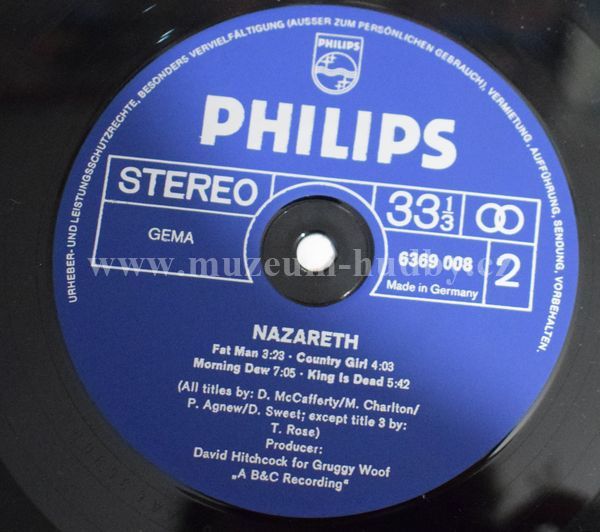 URHEBER- UND LEISTUNGSSCHUTZRECHTE, BESONDERS VERVIELFÄLTIGUNG (AUSSER ZUM PERSÖNLICHEN GEBRAUCH), VERMIETUNG, AUFFÜHRUNG, SENDUNG, VORBEHALTEN.
PHILIPS
PHILIPS
STEREO
33 1/3
GEMA
6369 008
2
Made in Germany
www.muzeum-hudby.cz
NAZARETH
Fat Man 3:23 · Country Girl 4:03
Morning Dew 7:05 · King Is Dead 5:42
(All titles by: D. McCafferty/M. Charlton/
P. Agnew/D. Sweet; except title 3 by:
T. Rose)
Producer:
David Hitchcock for Gruggy Woof
„A B&C Recording“